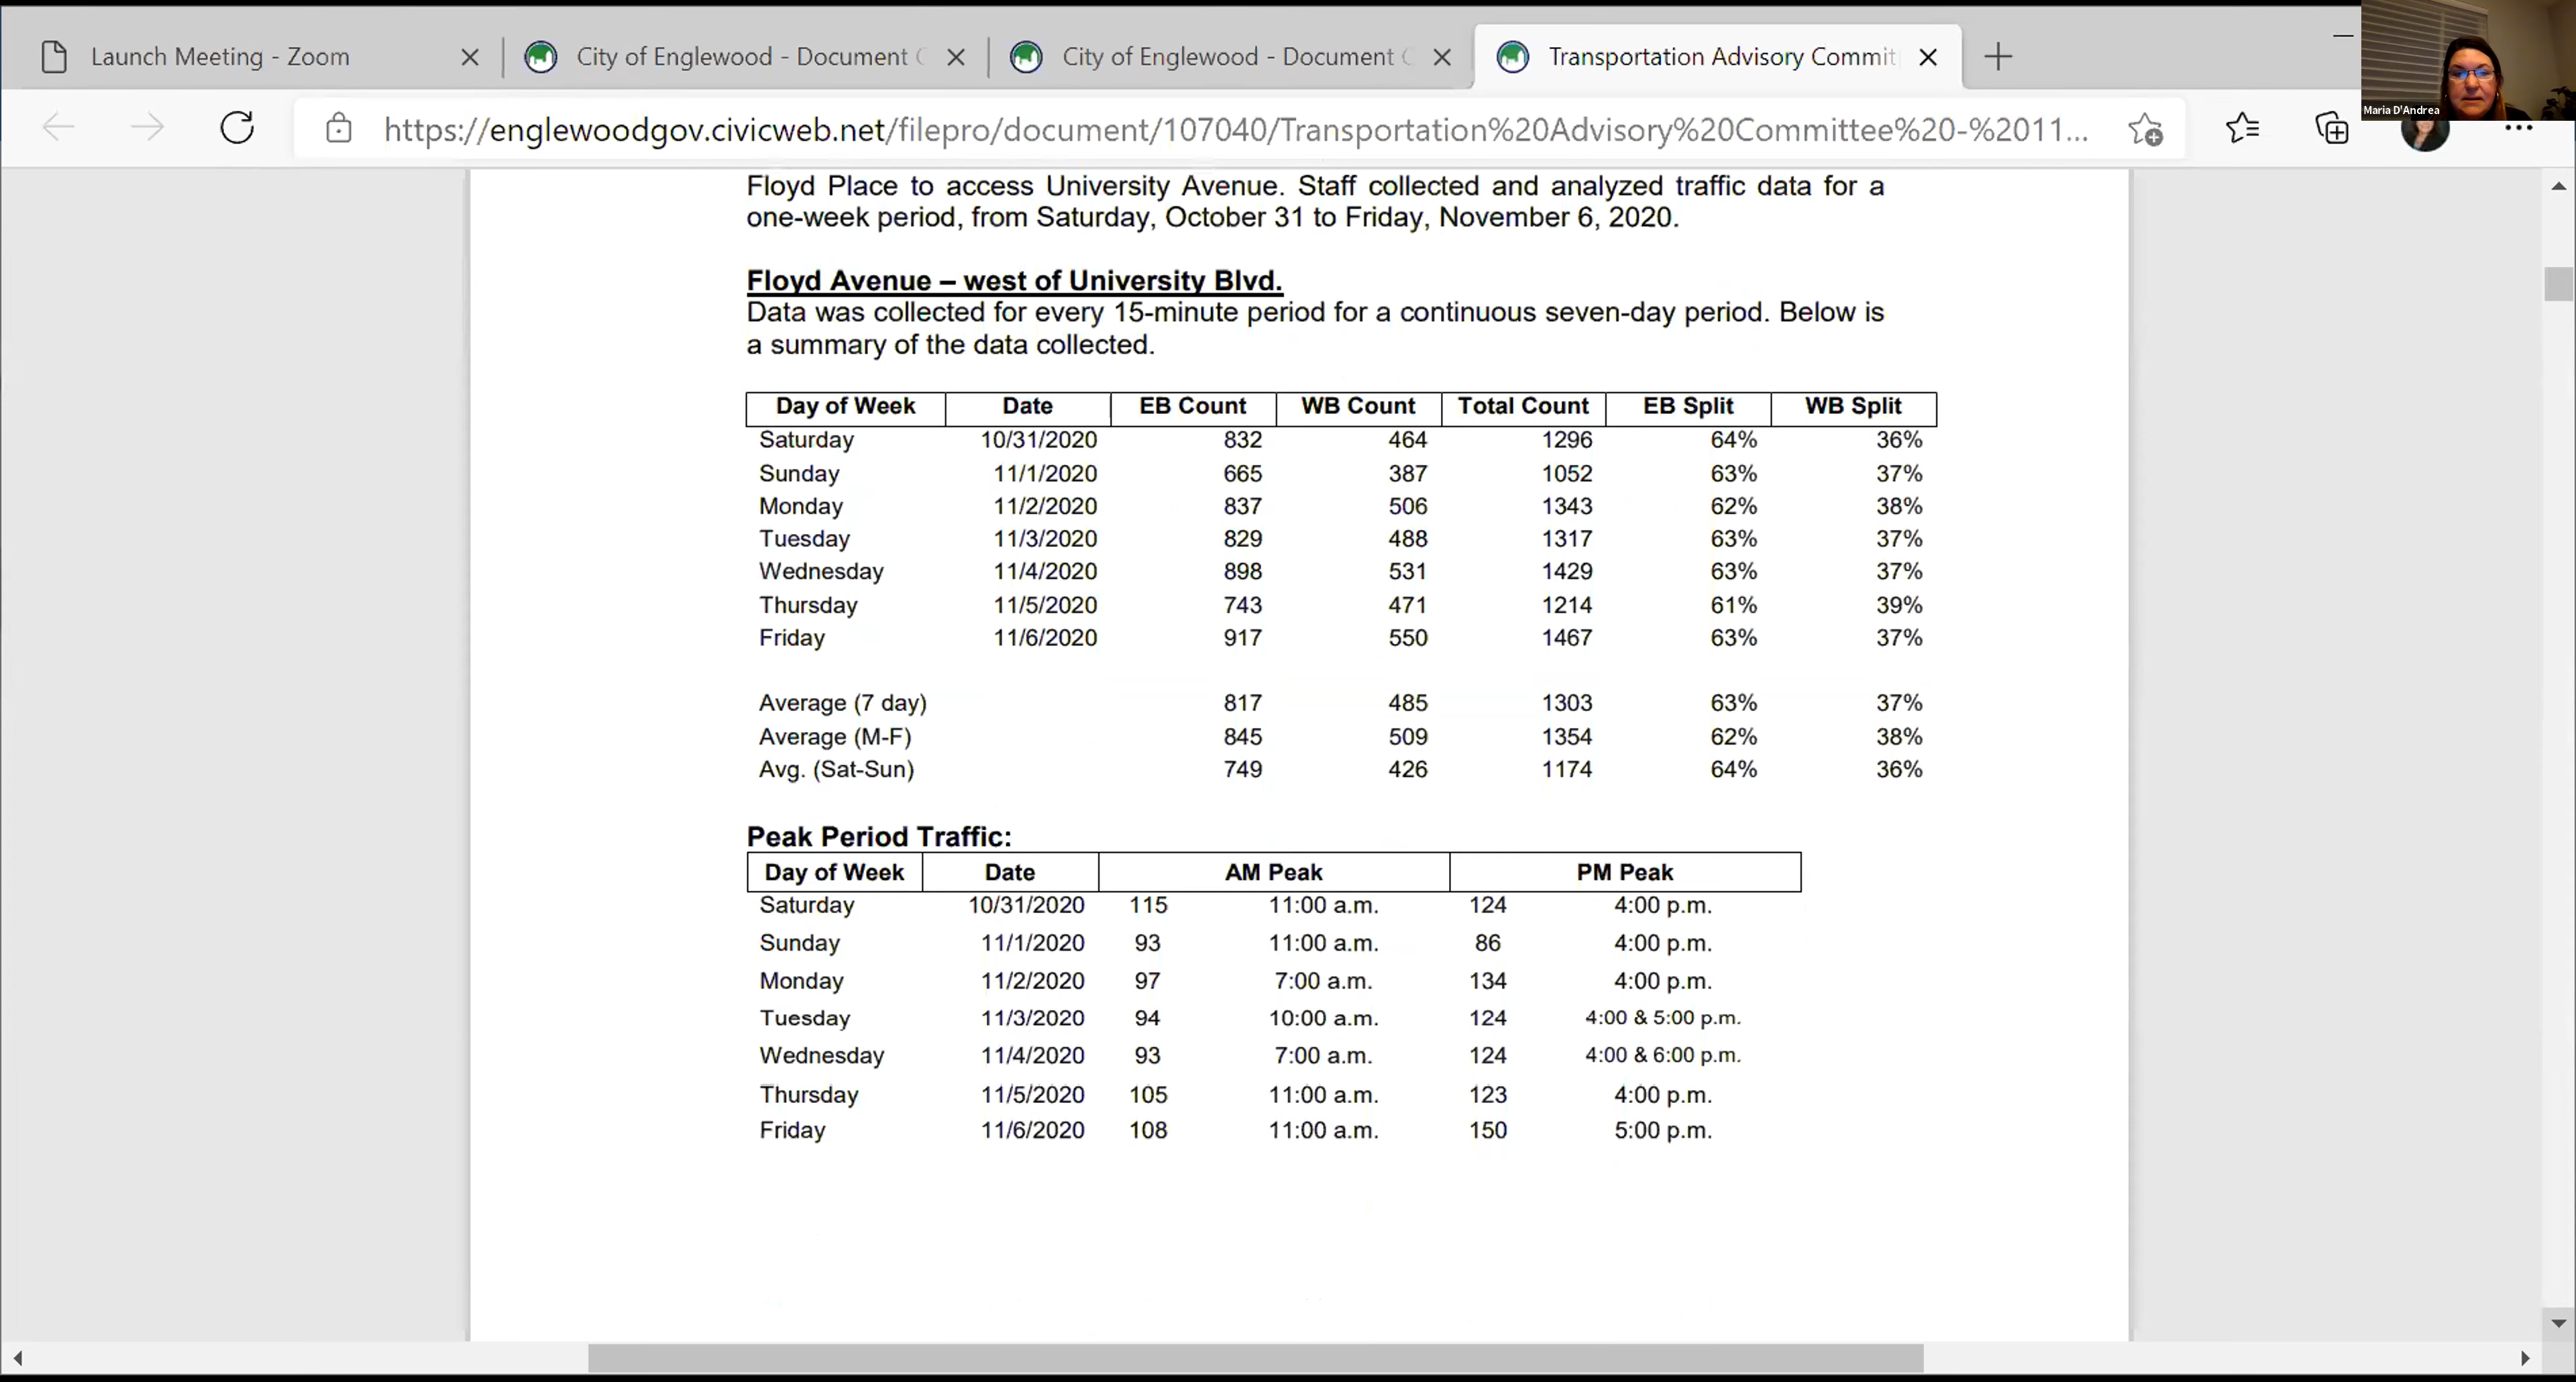 Launch Meeting - Zoom
City of Englewood - Document C
City of Englewood - Document C
Transportation Advisory Commit
Maria D'Andrea
https://englewoodgov.civicweb.net/filepro/document/107040/Transportation%20Advisory%20Committee%20-%2011...
Floyd Place to access University Avenue. Staff collected and analyzed traffic data for a
one-week period, from Saturday, October 31 to Friday, November 6, 2020.
Floyd Avenue – west of University Blvd.
Data was collected for every 15-minute period for a continuous seven-day period. Below is
a summary of the data collected.
Day of Week Date EB Count WB Count Total Count EB Split WB Split
Saturday 10/31/2020 832 464 1296 64% 36%
Sunday 11/1/2020 665 387 1052 63% 37%
Monday 11/2/2020 837 506 1343 62% 38%
Tuesday 11/3/2020 829 488 1317 63% 37%
Wednesday 11/4/2020 898 531 1429 63% 37%
Thursday 11/5/2020 743 471 1214 61% 39%
Friday 11/6/2020 917 550 1467 63% 37%
Average (7 day) 817 485 1303 63% 37%
Average (M-F) 845 509 1354 62% 38%
Avg. (Sat-Sun) 749 426 1174 64% 36%
Peak Period Traffic:
Day of Week Date AM Peak PM Peak
Saturday 10/31/2020 115 11:00 a.m. 124 4:00 p.m.
Sunday 11/1/2020 93 11:00 a.m. 86 4:00 p.m.
Monday 11/2/2020 97 7:00 a.m. 134 4:00 p.m.
Tuesday 11/3/2020 94 10:00 a.m. 124 4:00 & 5:00 p.m.
Wednesday 11/4/2020 93 7:00 a.m. 124 4:00 & 6:00 p.m.
Thursday 11/5/2020 105 11:00 a.m. 123 4:00 p.m.
Friday 11/6/2020 108 11:00 a.m. 150 5:00 p.m.